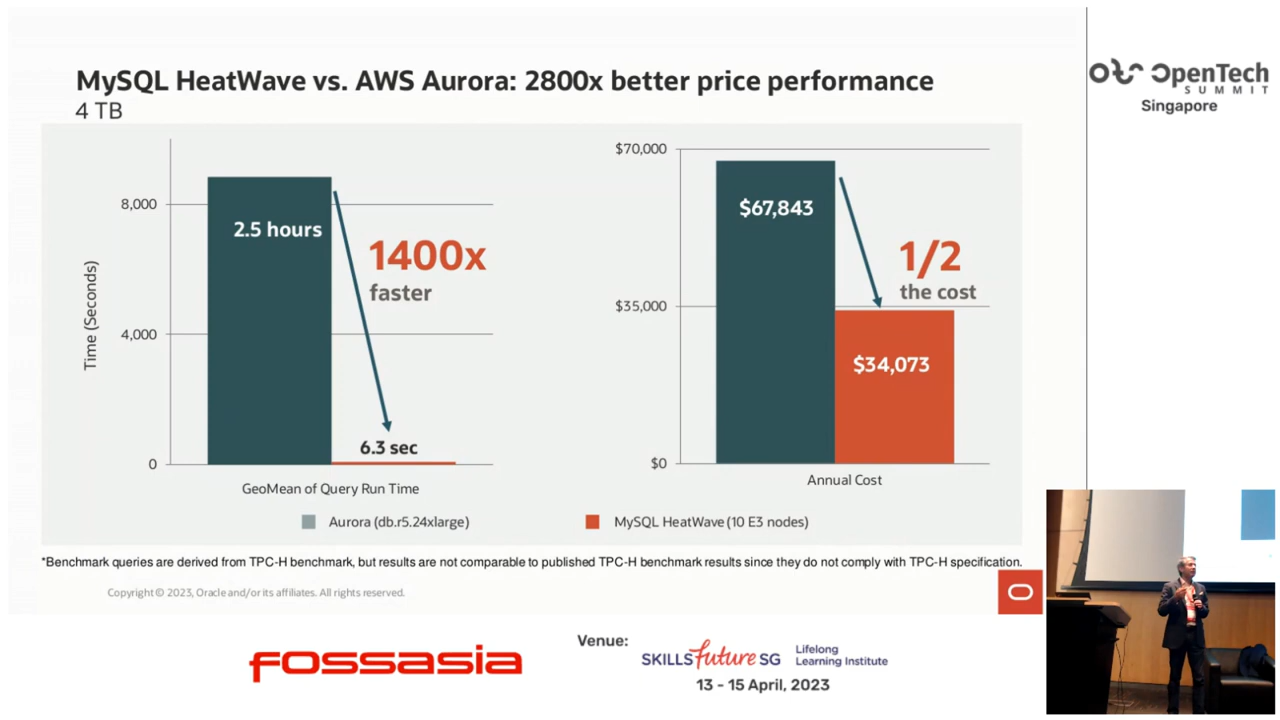 MySQL HeatWave vs. AWS Aurora: 2800x better price performance
4 TB
OpenTech
SUMMIT
Singapore
Time (Seconds)
8,000
4,000
0
2.5 hours
1400x
faster
6.3 sec
GeoMean of Query Run Time
$70,000
$35,000
$0
$67,843
1/2
the cost
$34,073
Annual Cost
Aurora (db.r5.24xlarge)
MySQL HeatWave (10 E3 nodes)
*Benchmark queries are derived from TPC-H benchmark, but results are not comparable to published TPC-H benchmark results since they do not comply with TPC-H specification.
Copyright © 2023, Oracle and/or its affiliates. All rights reserved.
fossasia
Venue:
SKILLS future SG
Lifelong
Learning Institute
13 - 15 April, 2023